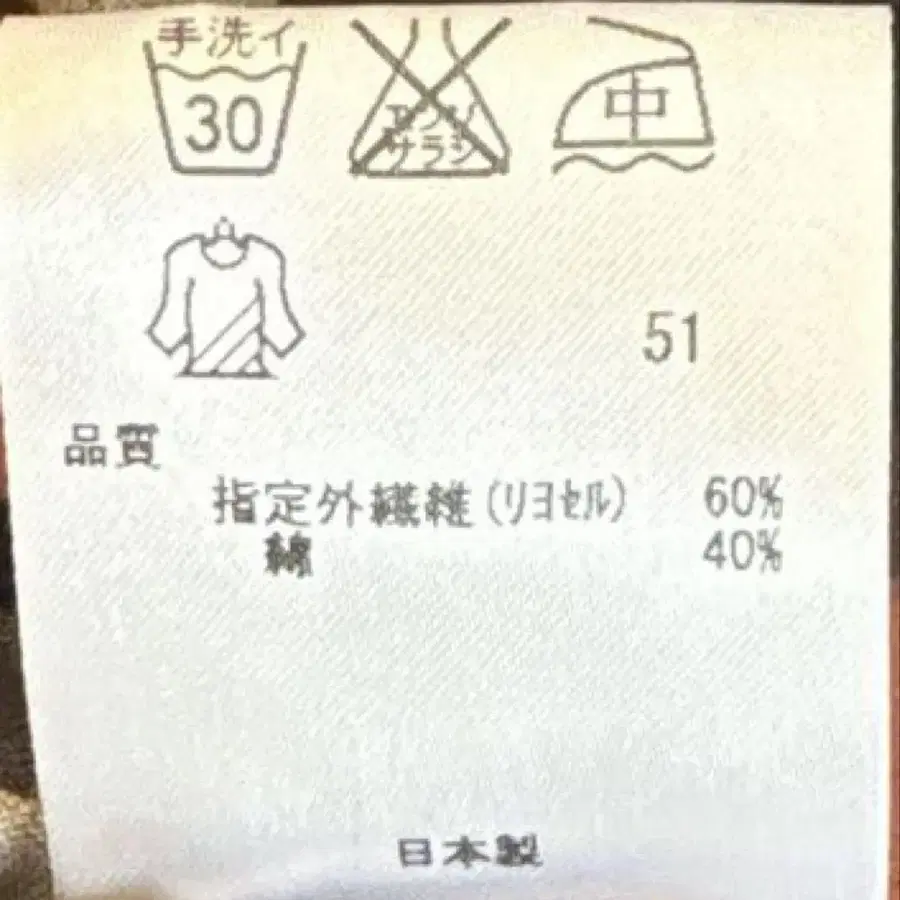 手洗イ
30
エンソ
サラシ
中
51
品質
指定外繊維(リヨセル) 60%
綿 40%
日本製